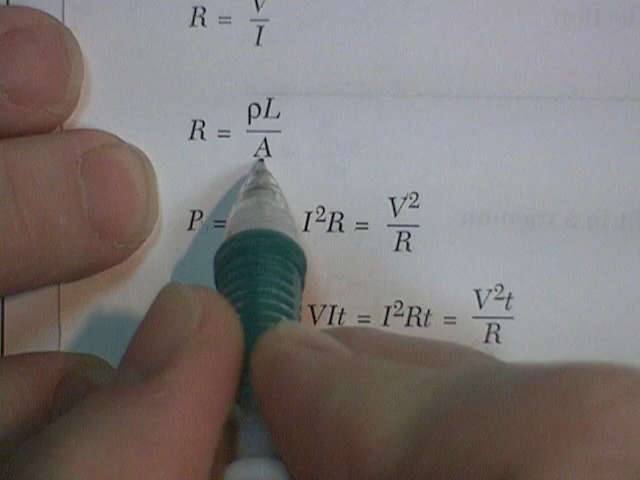 R = V/I
R = ρL/A
P = I²R = V²/R
VIt = I²Rt = V²t/R